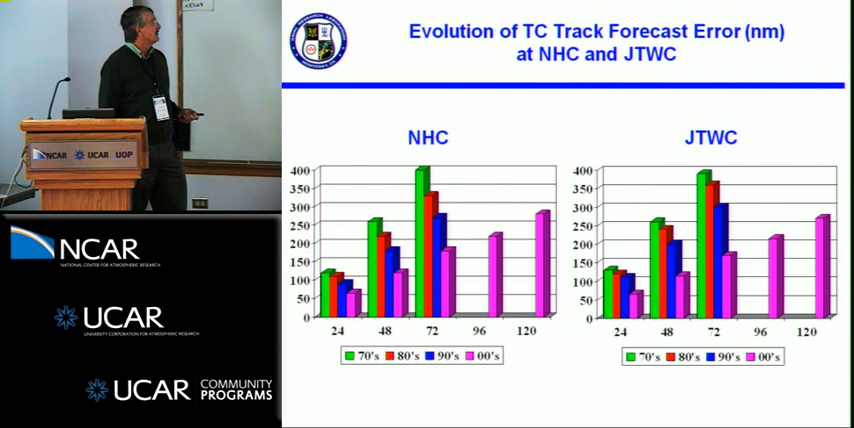 Evolution of TC Track Forecast Error (nm)
at NHC and JTWC
NHC
400
350
300
250
200
150
100
50
0
24 48 72 96 120
70's 80's 90's 00's
JTWC
400
350
300
250
200
150
100
50
0
24 48 72 96 120
70's 80's 90's 00's
NCAR UCAR UOP
NCAR
NATIONAL CENTER FOR ATMOSPHERIC RESEARCH
UCAR
UNIVERSITY CORPORATION FOR ATMOSPHERIC RESEARCH
UCAR COMMUNITY
PROGRAMS